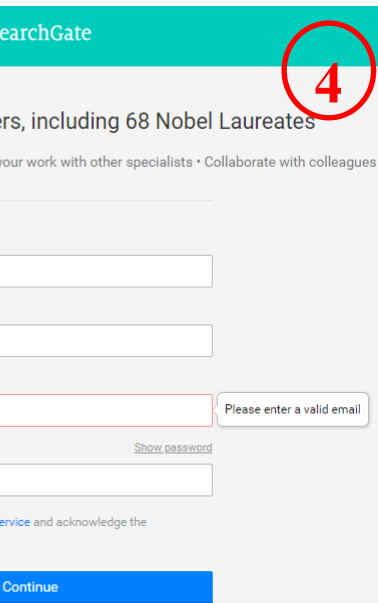 earchGate
4
ers, including 68 Nobel Laureates
your work with other specialists • Collaborate with colleagues
Please enter a valid email
Show password
ervice and acknowledge the
Continue